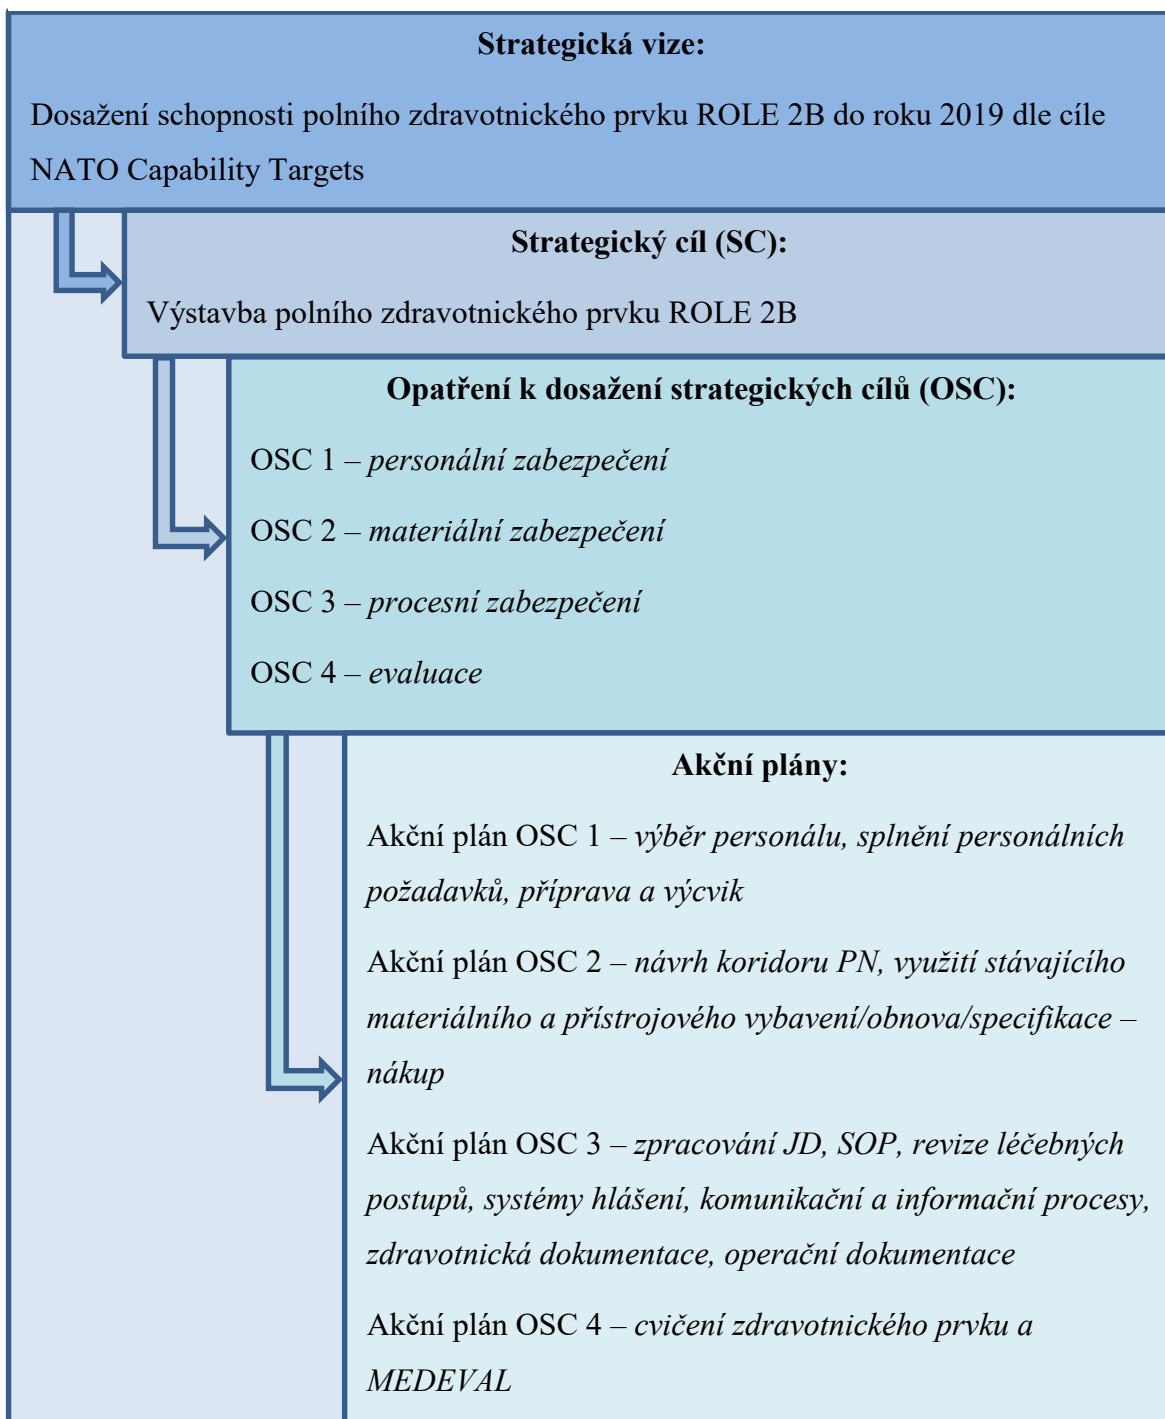 Strategická vize:
Dosažení schopnosti polního zdravotnického prvku ROLE 2B do roku 2019 dle cíle
NATO Capability Targets
Strategický cíl (SC):
Výstavba polního zdravotnického prvku ROLE 2B
Opatření k dosažení strategických cílů (OSC):
OSC 1 – personální zabezpečení
OSC 2 – materiální zabezpečení
OSC 3 – procesní zabezpečení
OSC 4 – evaluace
Akční plány:
Akční plán OSC 1 – výběr personálu, splnění personálních
požadavků, příprava a výcvik
Akční plán OSC 2 – návrh koridoru PN, využití stávajícího
materiálního a přístrojového vybavení/obnova/specifikace –
nákup
Akční plán OSC 3 – zpracování JD, SOP, revize léčebných
postupů, systémy hlášení, komunikační a informační procesy,
zdravotnická dokumentace, operační dokumentace
Akční plán OSC 4 – cvičení zdravotnického prvku a
MEDEVAL